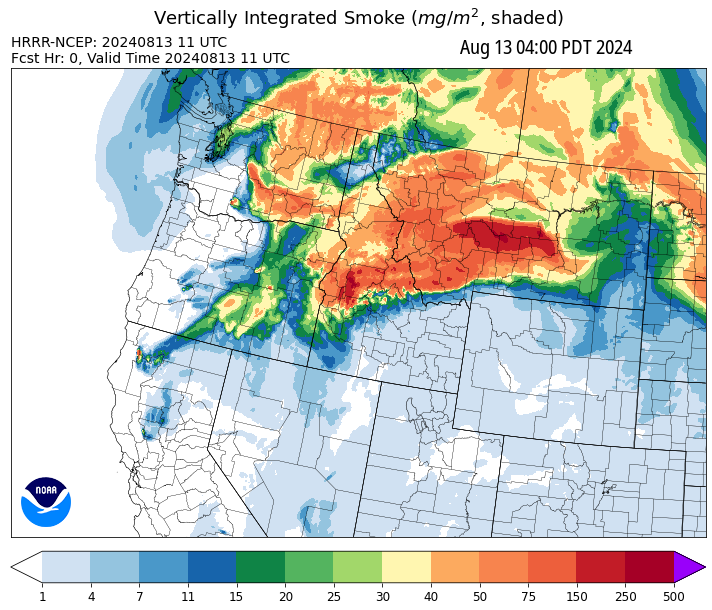 Vertically Integrated Smoke (mg/m², shaded)
HRRR-NCEP: 20240813 11 UTC
Aug 13 04:00 PDT 2024
Fcst Hr: 0, Valid Time 20240813 11 UTC
NOAA
1 4 7 11 15 20 25 30 40 50 75 150 250 500